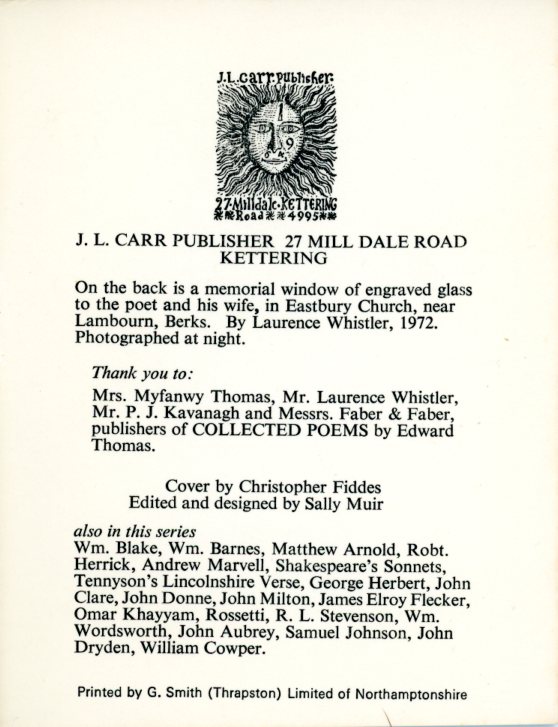 J.L.Carr.Publisher.
27.Milldale.KETTERING
Road 4995
J. L. CARR PUBLISHER 27 MILL DALE ROAD
KETTERING
On the back is a memorial window of engraved glass
to the poet and his wife, in Eastbury Church, near
Lambourn, Berks. By Laurence Whistler, 1972.
Photographed at night.
Thank you to:
Mrs. Myfanwy Thomas, Mr. Laurence Whistler,
Mr. P. J. Kavanagh and Messrs. Faber & Faber,
publishers of COLLECTED POEMS by Edward
Thomas.
Cover by Christopher Fiddes
Edited and designed by Sally Muir
also in this series
Wm. Blake, Wm. Barnes, Matthew Arnold, Robt.
Herrick, Andrew Marvell, Shakespeare's Sonnets,
Tennyson's Lincolnshire Verse, George Herbert, John
Clare, John Donne, John Milton, James Elroy Flecker,
Omar Khayyam, Rossetti, R. L. Stevenson, Wm.
Wordsworth, John Aubrey, Samuel Johnson, John
Dryden, William Cowper.
Printed by G. Smith (Thrapston) Limited of Northamptonshire